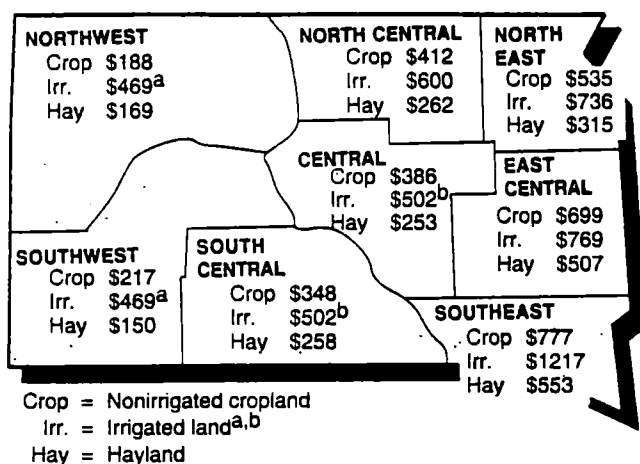 NORTHWEST
Crop $188
Irr. $469a
Hay $169
NORTH CENTRAL
Crop $412
Irr. $600
Hay $262
NORTH
EAST
Crop $535
Irr. $736
Hay $315
CENTRAL
Crop $386
Irr. $502b
Hay $253
EAST
CENTRAL
Crop $699
Irr. $769
Hay $507
SOUTHWEST
Crop $217
Irr. $469a
Hay $150
SOUTH
CENTRAL
Crop $348
Irr. $502b
Hay $258
SOUTHEAST
Crop $777
Irr. $1217
Hay $553
Crop = Nonirrigated cropland
Irr. = Irrigated landa,b
Hay = Hayland